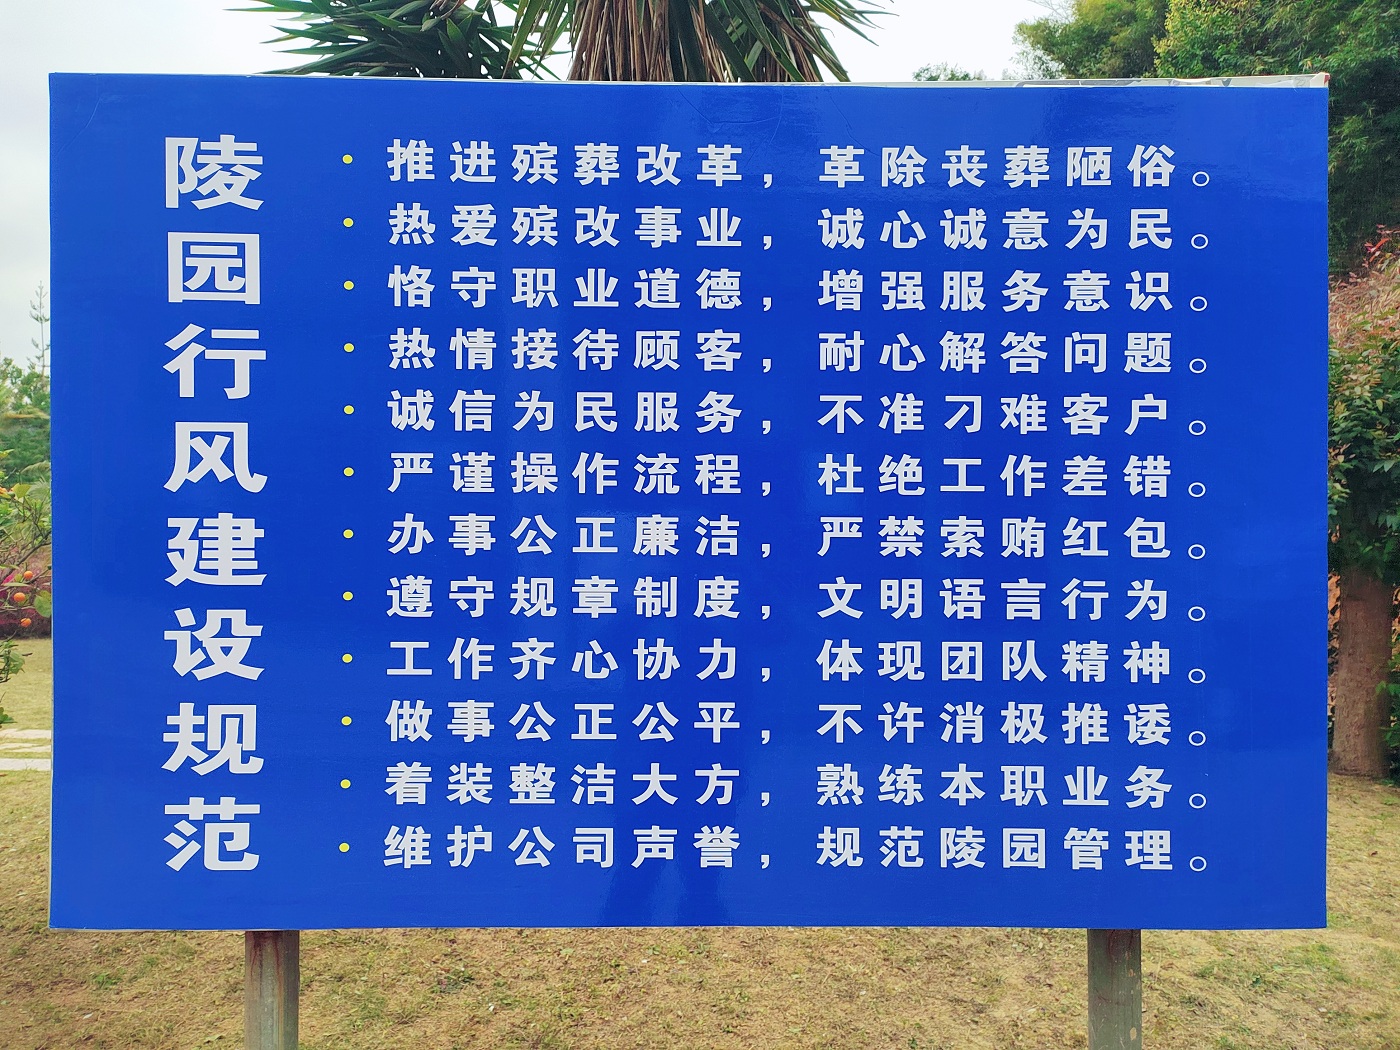 陵园行风建设规范
·推进殡葬改革，革除丧葬陋俗。
·热爱殡改事业，诚心诚意为民。
·恪守职业道德，增强服务意识。
·热情接待顾客，耐心解答问题。
·诚信为民服务，不准刁难客户。
·严谨操作流程，杜绝工作差错。
·办事公正廉洁，严禁索贿红包。
·遵守规章制度，文明语言行为。
·工作齐心协力，体现团队精神。
·做事公正公平，不许消极推诿。
·着装整洁大方，熟练本职业务。
·维护公司声誉，规范陵园管理。